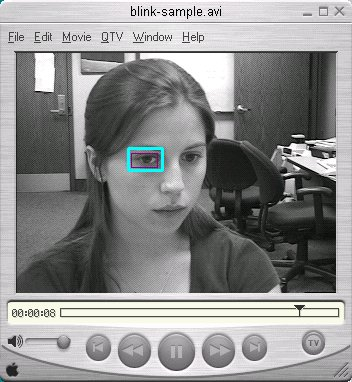 blink-sample.avi
File Edit Movie QTV Window Help
00:00:08
TV